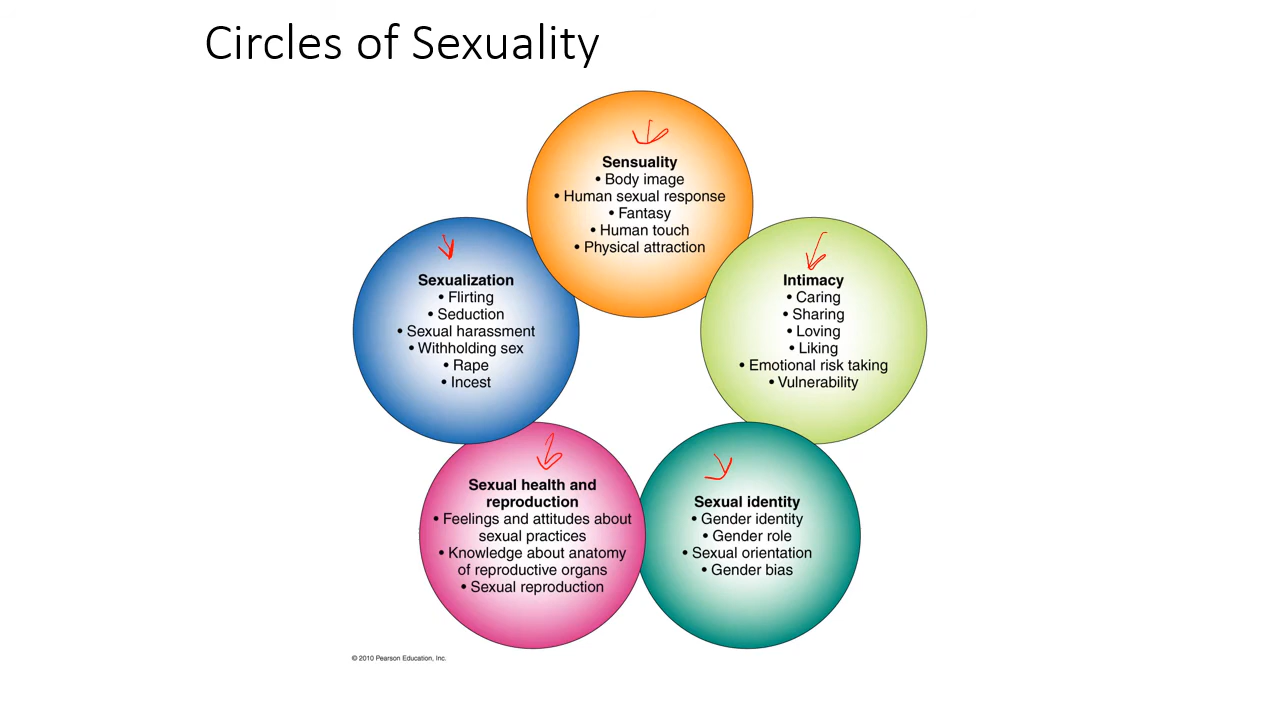 Circles of Sexuality
Sensuality
• Body image
• Human sexual response
• Fantasy
• Human touch
• Physical attraction
Sexualization
• Flirting
• Seduction
• Sexual harassment
• Withholding sex
• Rape
• Incest
Intimacy
• Caring
• Sharing
• Loving
• Liking
• Emotional risk taking
• Vulnerability
Sexual health and
reproduction
• Feelings and attitudes about
sexual practices
• Knowledge about anatomy
of reproductive organs
• Sexual reproduction
Sexual identity
• Gender identity
• Gender role
• Sexual orientation
• Gender bias
© 2010 Pearson Education, Inc.